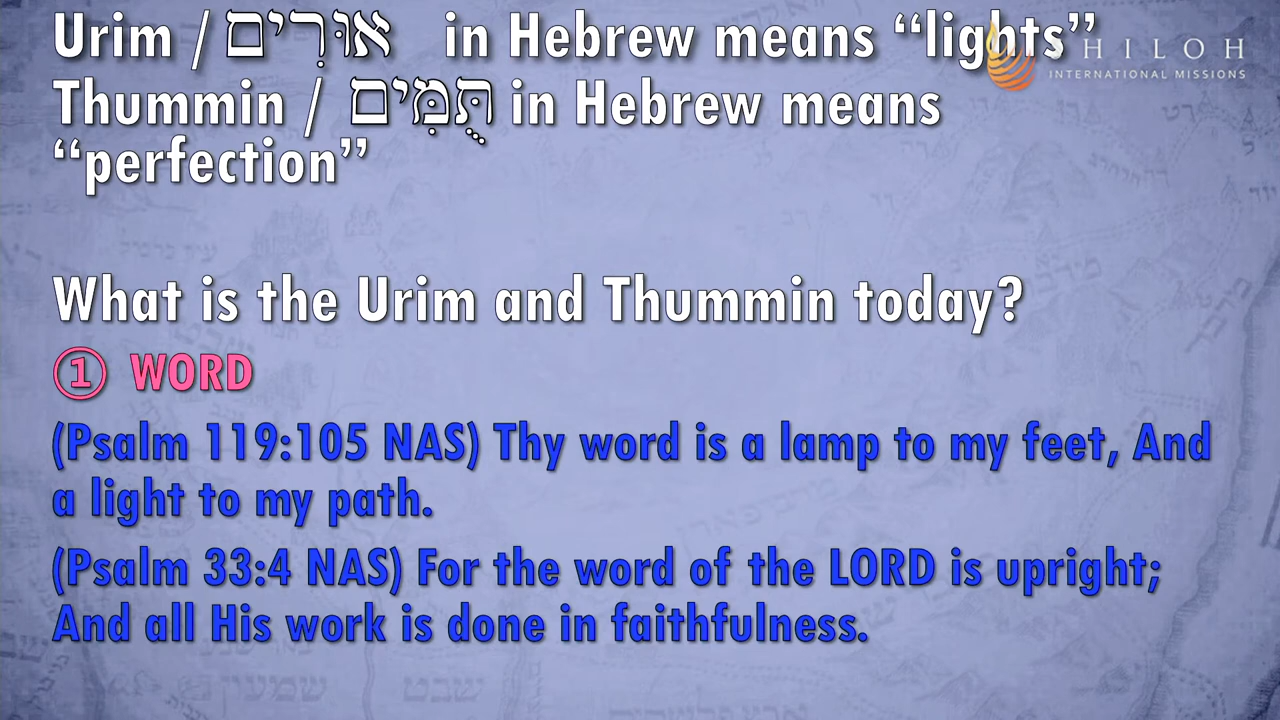 Urim / אוּרִים in Hebrew means “lights”
SHILOH
INTERNATIONAL MISSIONS
Thummin / תֻּמִּים in Hebrew means
“perfection”
What is the Urim and Thummin today?
① WORD
(Psalm 119:105 NAS) Thy word is a lamp to my feet, And
a light to my path.
(Psalm 33:4 NAS) For the word of the LORD is upright;
And all His work is done in faithfulness.
שמעון שבט